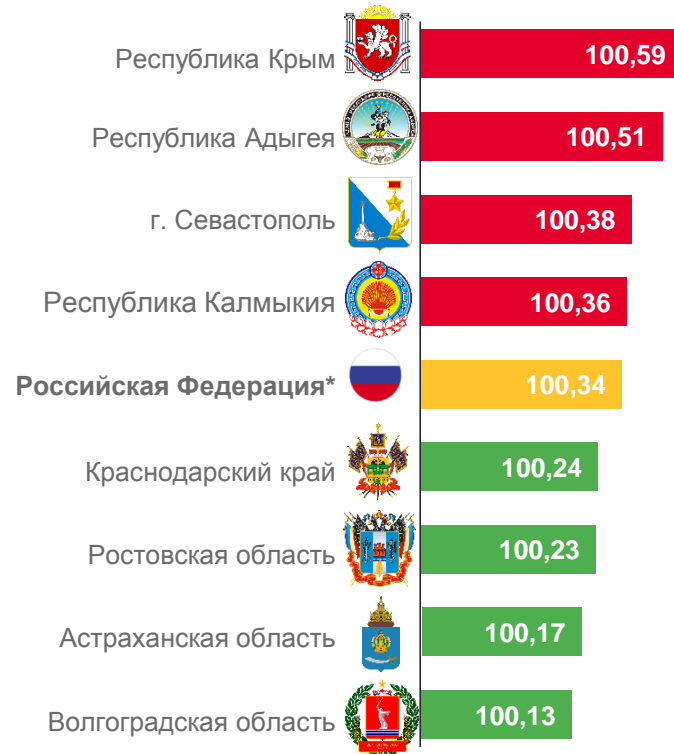 Республика Крым 100,59
Республика Адыгея 100,51
г. Севастополь 100,38
Республика Калмыкия 100,36
Российская Федерация* 100,34
Краснодарский край 100,24
Ростовская область 100,23
Астраханская область 100,17
Волгоградская область 100,13